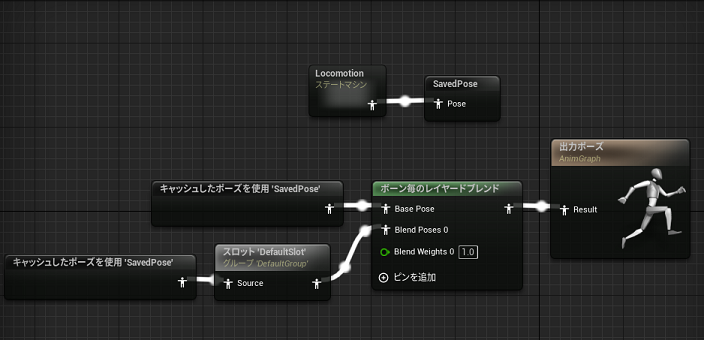 Locomotion
ステートマシン
SavedPose
Pose
出力ポーズ
AnimGraph
Result
キャッシュしたポーズを使用 'SavedPose'
ボーン毎のレイヤードブレンド
Base Pose
Blend Poses 0
Blend Weights 0 1.0
ピンを追加
キャッシュしたポーズを使用 'SavedPose'
スロット 'DefaultSlot'
グループ 'DefaultGroup'
Source